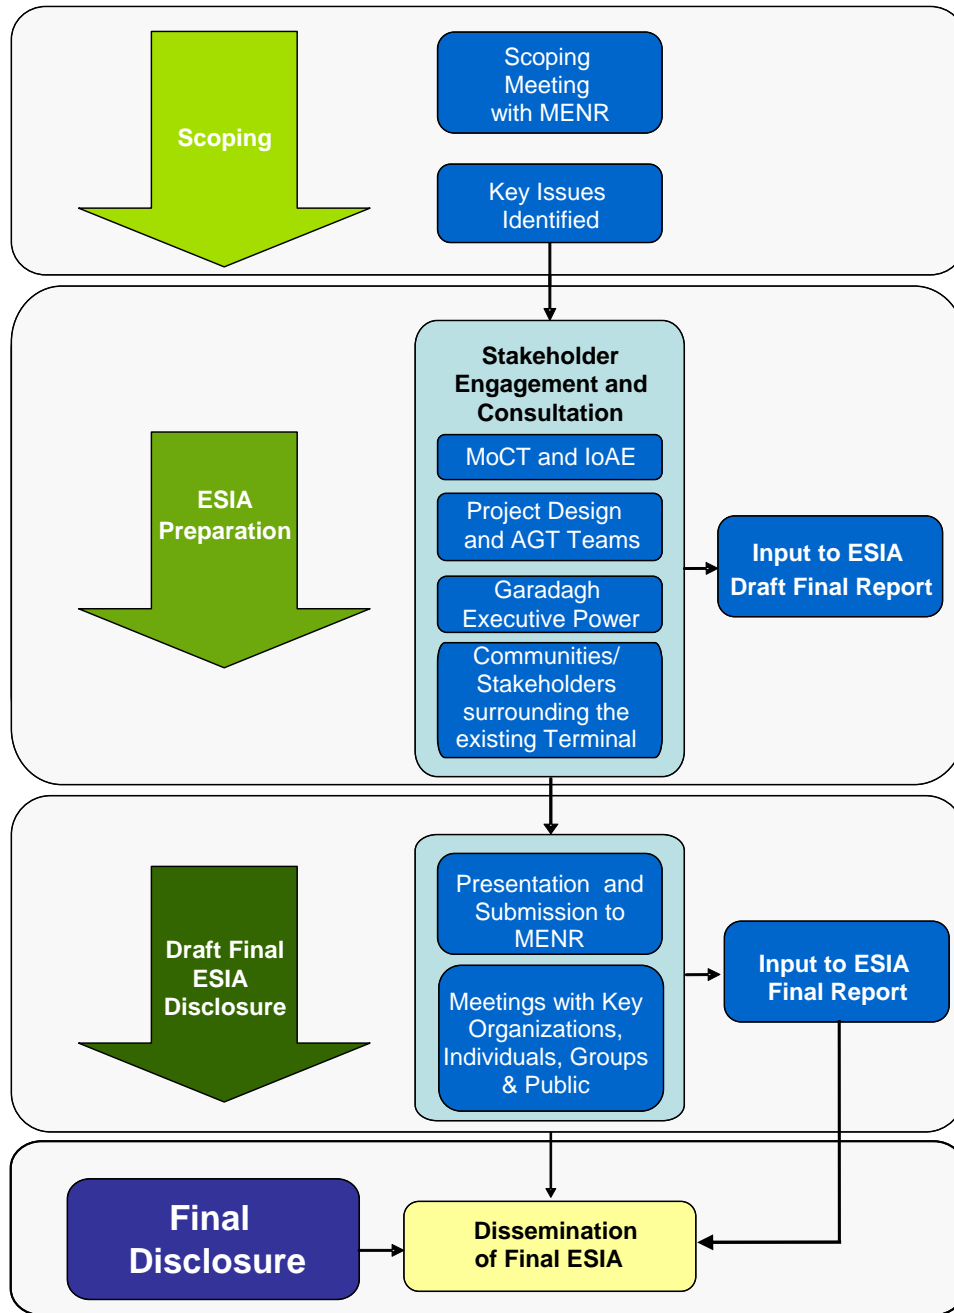 Scoping
Scoping
Meeting
with MENR
Key Issues
Identified
ESIA
Preparation
Stakeholder
Engagement and
Consultation
MoCT and IoAE
Project Design
and AGT Teams
Garadagh
Executive Power
Communities/
Stakeholders
surrounding the
existing Terminal
Input to ESIA
Draft Final Report
Draft Final
ESIA
Disclosure
Presentation and
Submission to
MENR
Meetings with Key
Organizations,
Individuals, Groups
& Public
Input to ESIA
Final Report
Final
Disclosure
Dissemination
of Final ESIA